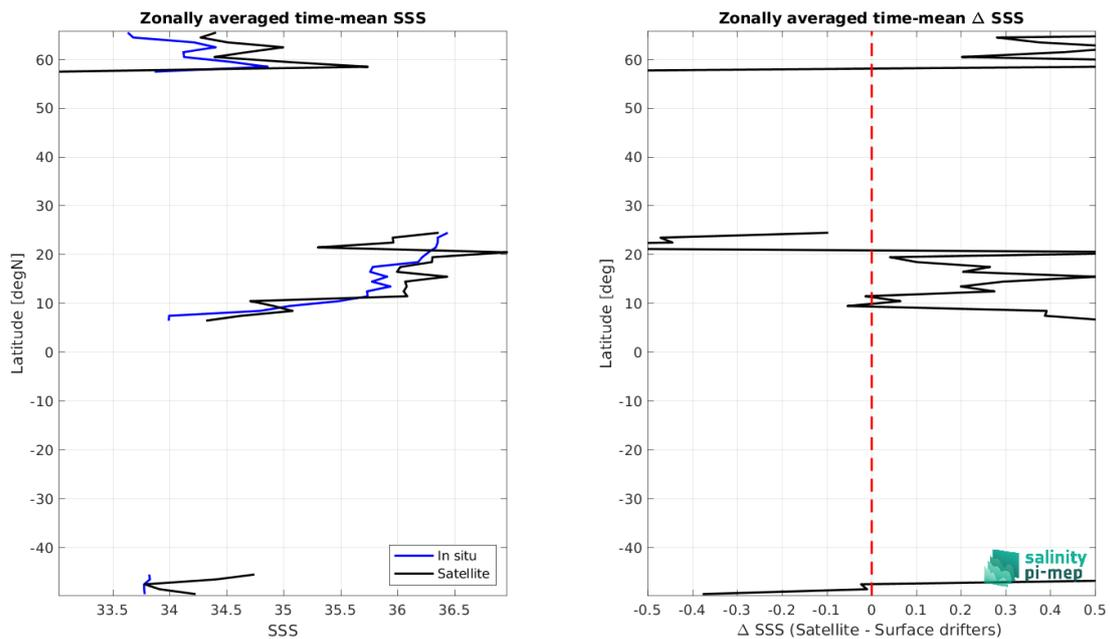 Zonally averaged time-mean SSS
60
50
40
30
20
10
0
-10
-20
-30
-40
Latitude [degN]
33.5 34 34.5 35 35.5 36 36.5
SSS
In situ
Satellite
Zonally averaged time-mean Δ SSS
60
50
40
30
20
10
0
-10
-20
-30
-40
Latitude [deg]
-0.5 -0.4 -0.3 -0.2 -0.1 0 0.1 0.2 0.3 0.4 0.5
Δ SSS (Satellite - Surface drifters)
salinity
pi-mep